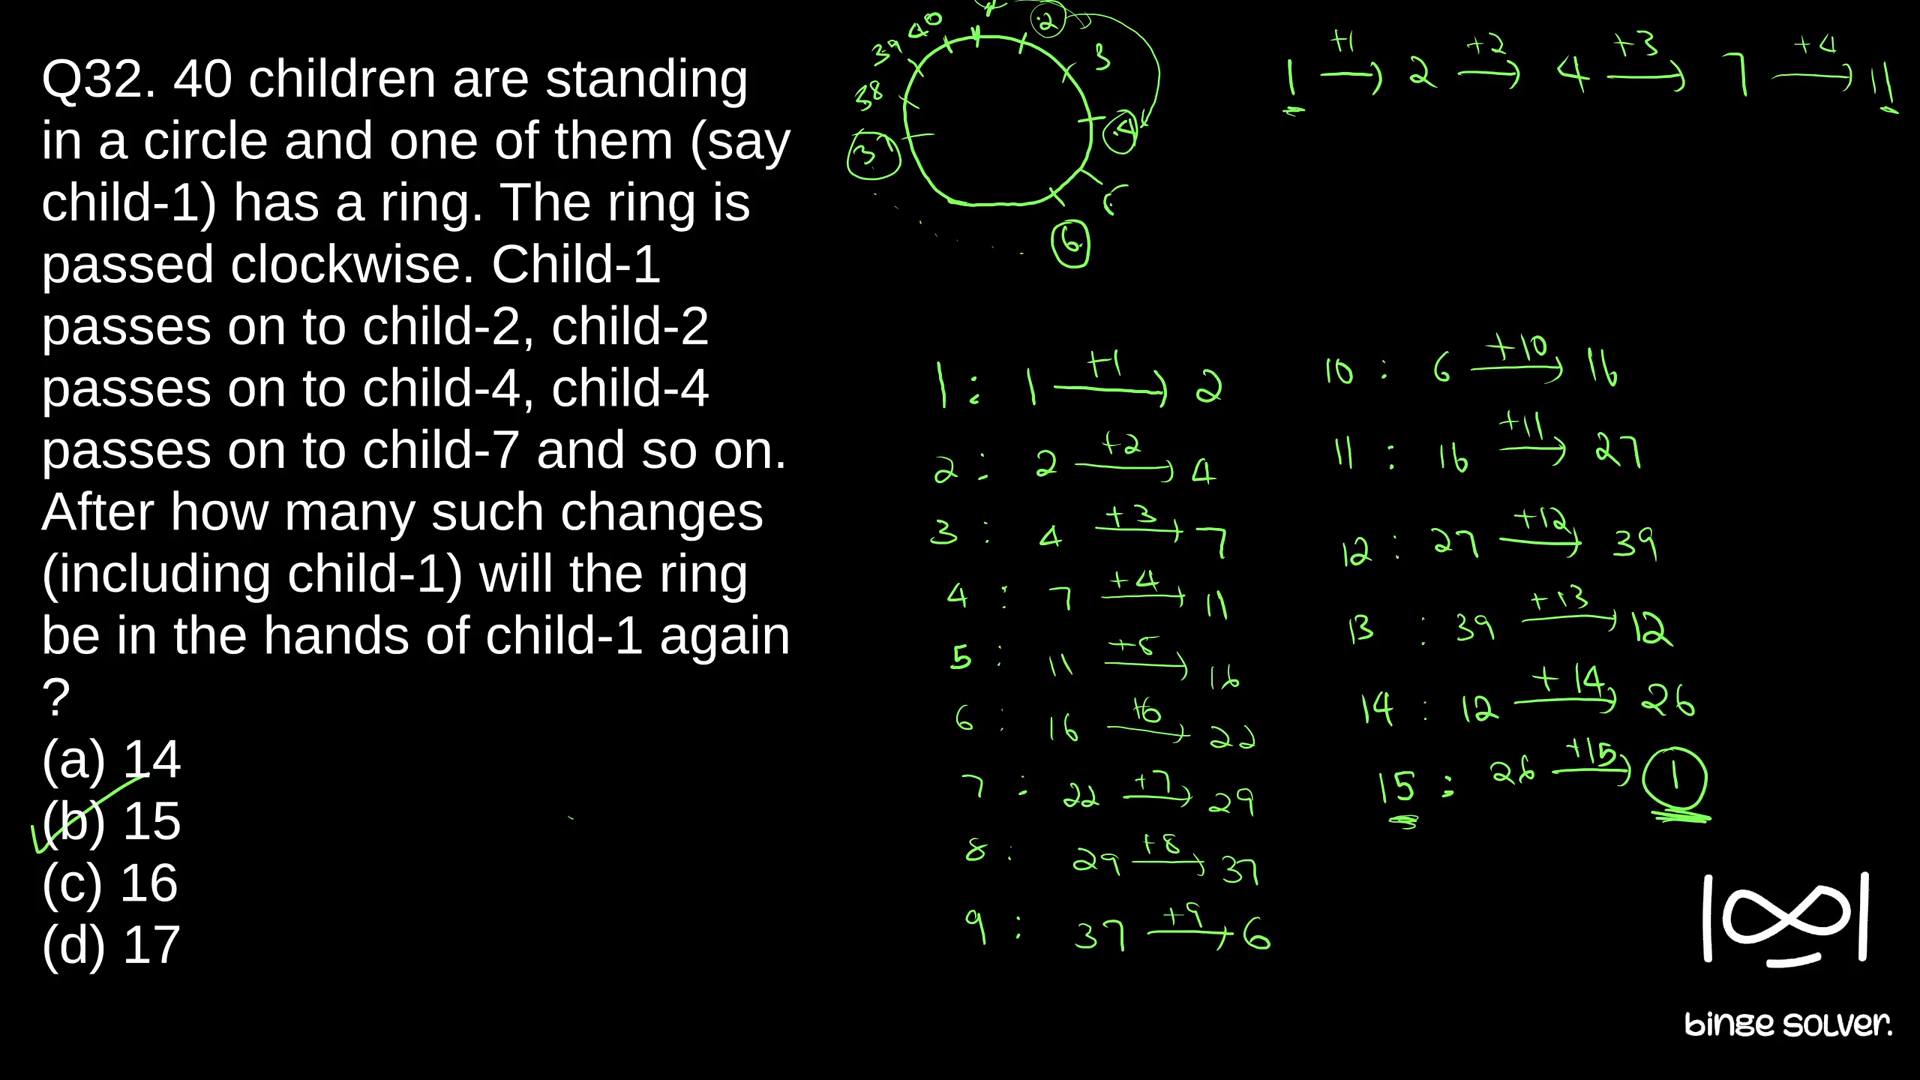 Q32. 40 children are standing
in a circle and one of them (say
child-1) has a ring. The ring is
passed clockwise. Child-1
passes on to child-2, child-2
passes on to child-4, child-4
passes on to child-7 and so on.
After how many such changes
(including child-1) will the ring
be in the hands of child-1 again
?
(a) 14
(b) 15
(c) 16
(d) 17
2
3
4
5
6
37
38
39
40
1 +1 → 2 +2 → 4 +3 → 7 +4 → 11
1 : 1 +1 → 2
2 : 2 +2 → 4
3 : 4 +3 → 7
4 : 7 +4 → 11
5 : 11 +5 → 16
6 : 16 +6 → 22
7 : 22 +7 → 29
8 : 29 +8 → 37
9 : 37 +9 → 6
10 : 6 +10 → 16
11 : 16 +11 → 27
12 : 27 +12 → 39
13 : 39 +13 → 12
14 : 12 +14 → 26
15 : 26 +15 → 1
binge solver.